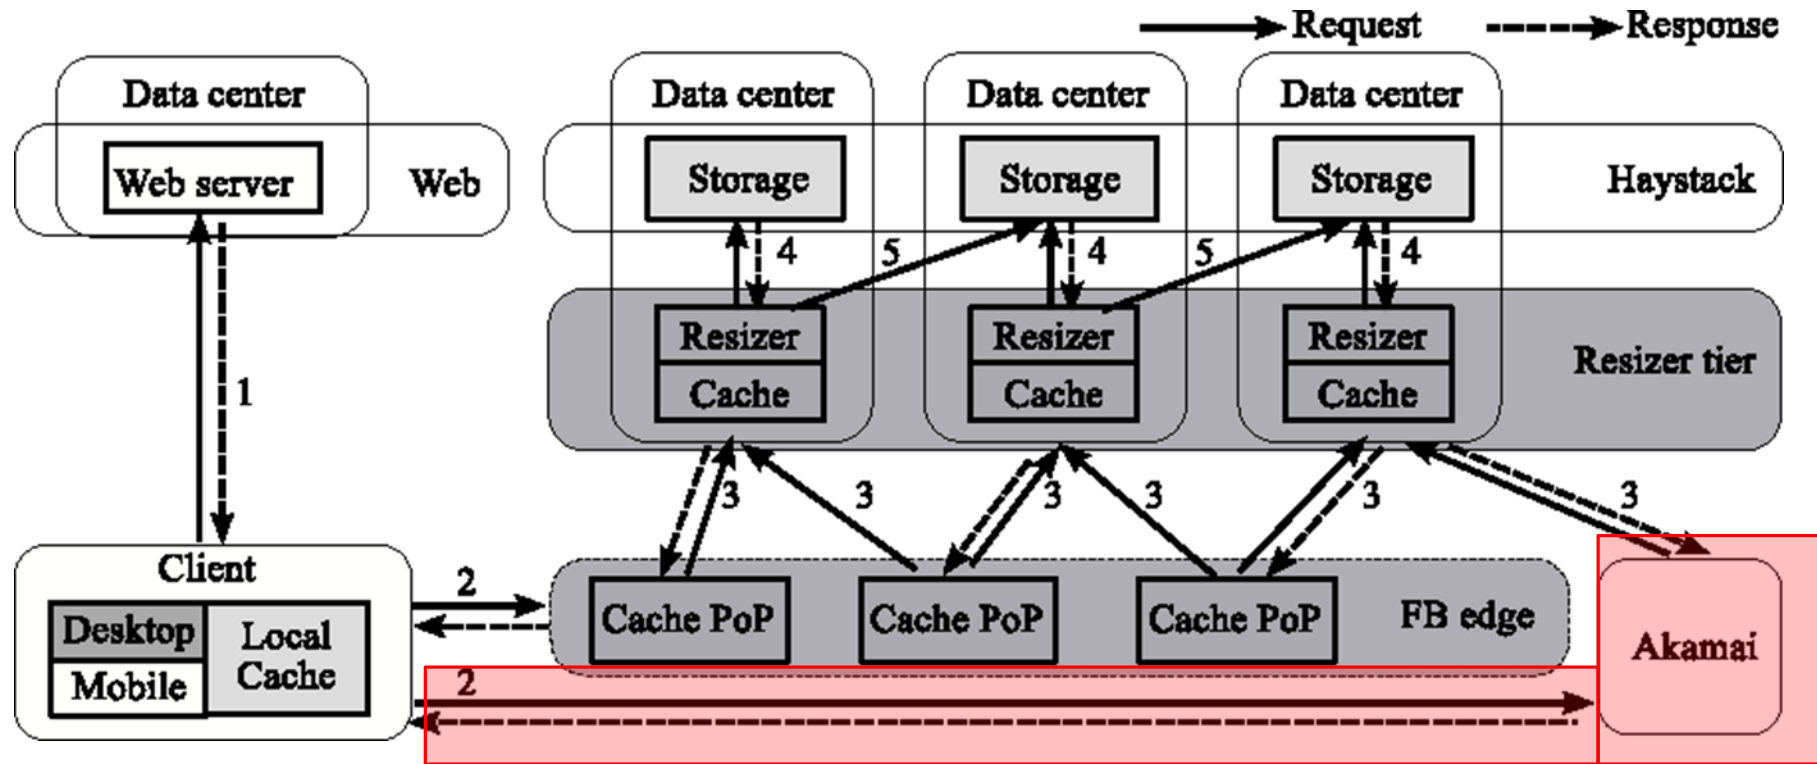 Request
Response
Data center
Data center
Data center
Data center
Web server
Web
Storage
Storage
Storage
Haystack
4
5
4
5
4
Resizer
Resizer
Resizer
Resizer tier
1
Cache
Cache
Cache
3
3
3
3
3
3
Client
2
Desktop
Local
Cache
Mobile
Cache PoP
Cache PoP
Cache PoP
FB edge
Akamai
2